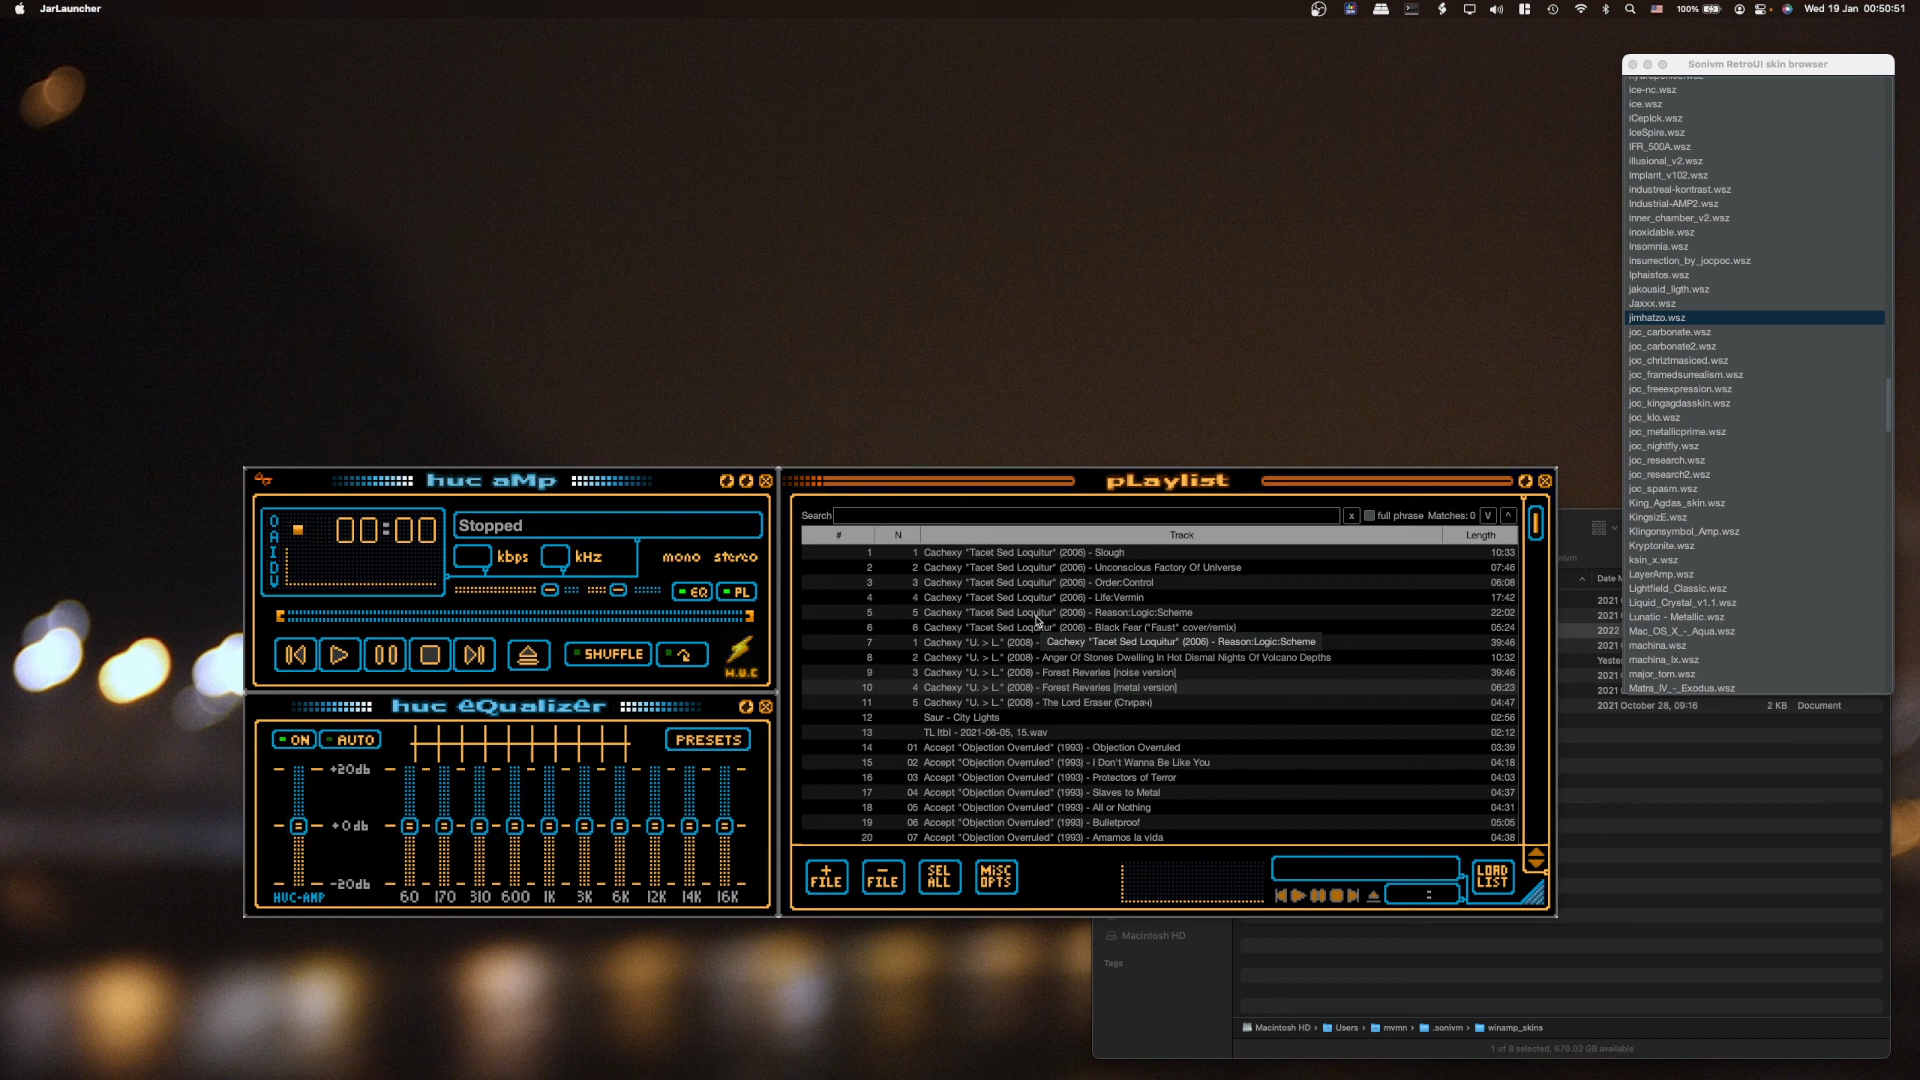 JarLauncher
100%
Wed 19 Jan 00:50:51
Sonivm RetroUI skin browser
ice-nc.wsz
ice.wsz
iCepIck.wsz
IceSpire.wsz
IFR_500A.wsz
illusional_v2.wsz
Implant_v102.wsz
industreal-kontrast.wsz
Industrial-AMP2.wsz
inner_chamber_v2.wsz
inoxidable.wsz
Insomnia.wsz
insurrection_by_jocpoc.wsz
Iphaistos.wsz
jakousid_ligth.wsz
Jaxxx.wsz
jimhatzo.wsz
joc_carbonate.wsz
joc_carbonate2.wsz
joc_chriztmasiced.wsz
joc_framedsurrealism.wsz
joc_freeexpression.wsz
joc_kingagdasskin.wsz
joc_klo.wsz
joc_metallicprime.wsz
joc_nightfly.wsz
joc_research.wsz
joc_research2.wsz
joc_spasm.wsz
King_Agdas_skin.wsz
KingsizE.wsz
Klingonsymbol_Amp.wsz
Kryptonite.wsz
ksin_x.wsz
LayerAmp.wsz
Lightfield_Classic.wsz
Liquid_Crystal_v1.1.wsz
Lunatic - Metallic.wsz
Mac_OS_X_-_Aqua.wsz
machina.wsz
machina_lx.wsz
major_tom.wsz
Matra_IV_-_Exodus.wsz
huc aMp
OAIDU
00:00
Stopped
kbps kHz mono stereo
EQ PL
SHUFFLE
H.U.C
huc eQualizer
ON AUTO PRESETS
+20db
+0db
-20db
HUC-AMP 60 170 310 600 1K 3K 6K 12K 14K 16K
pLaylist
Search x full phrase Matches: 0 V ^
# N Track Length
1 1 Cachexy "Tacet Sed Loquitur" (2006) - Slough 10:33
2 2 Cachexy "Tacet Sed Loquitur" (2006) - Unconscious Factory Of Universe 07:46
3 3 Cachexy "Tacet Sed Loquitur" (2006) - Order:Control 06:08
4 4 Cachexy "Tacet Sed Loquitur" (2006) - Life:Vermin 17:42
5 5 Cachexy "Tacet Sed Loquitur" (2006) - Reason:Logic:Scheme 22:02
6 6 Cachexy "Tacet Sed Loquitur" (2006) - Black Fear ("Faust" cover/remix) 05:24
7 1 Cachexy "U. > L." (2008) - 39:46
Cachexy "Tacet Sed Loquitur" (2006) - Reason:Logic:Scheme
8 2 Cachexy "U. > L." (2008) - Anger Of Stones Dwelling In Hot Dismal Nights Of Volcano Depths 10:32
9 3 Cachexy "U. > L." (2008) - Forest Reveries [noise version] 39:46
10 4 Cachexy "U. > L." (2008) - Forest Reveries [metal version] 06:23
11 5 Cachexy "U. > L." (2008) - The Lord Eraser (Стирач) 04:47
12 Saur - City Lights 02:56
13 TL Itbl - 2021-06-05, 15.wav 02:12
14 01 Accept "Objection Overruled" (1993) - Objection Overruled 03:39
15 02 Accept "Objection Overruled" (1993) - I Don't Wanna Be Like You 04:18
16 03 Accept "Objection Overruled" (1993) - Protectors of Terror 04:03
17 04 Accept "Objection Overruled" (1993) - Slaves to Metal 04:37
18 05 Accept "Objection Overruled" (1993) - All or Nothing 04:31
19 06 Accept "Objection Overruled" (1993) - Bulletproof 05:05
20 07 Accept "Objection Overruled" (1993) - Amamos la vida 04:38
+ FILE
- FILE
SEL ALL
MISC OPTS
:
LOAD LIST
Date
2021
2022
2021
Yeste
2021
2021
2021 October 28, 09:16 2 KB Document
Macintosh HD
Tags
Macintosh HD › Users › mvmn › .sonivm › winamp_skins
1 of 8 selected, 670.02 GB available